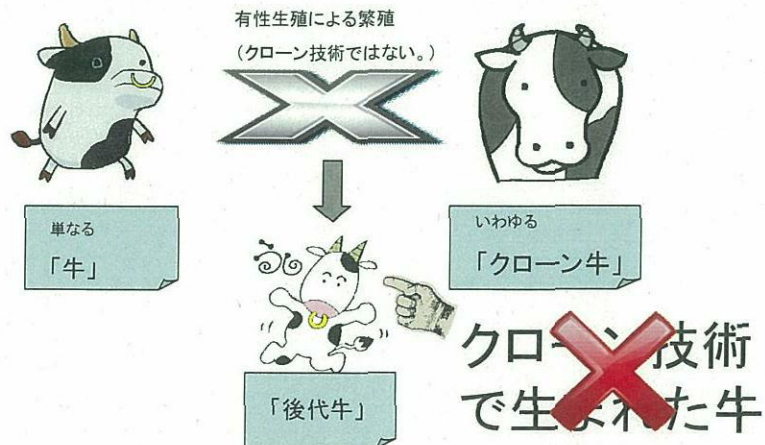 有性生殖による繁殖
(クローン技術ではない。)
単なる
「牛」
いわゆる
「クローン牛」
「後代牛」
クローン技術
で生まれた牛